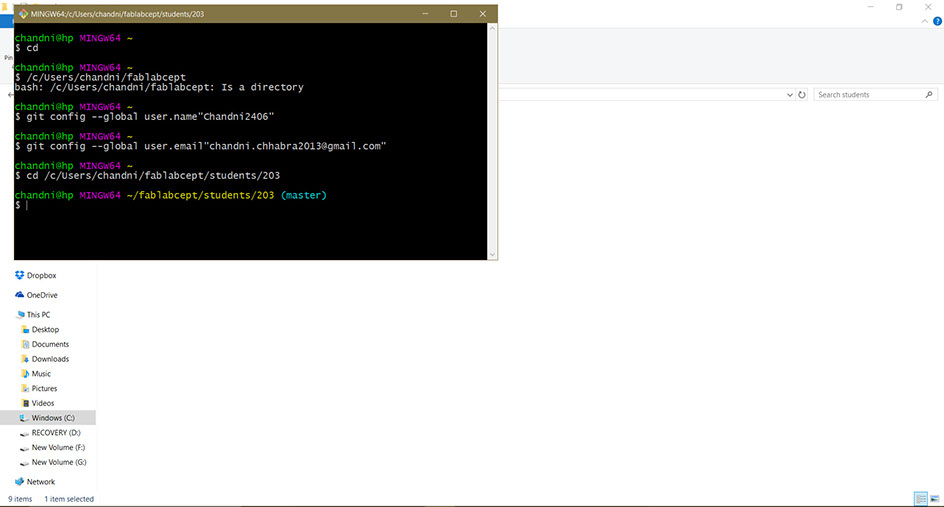 MINGW64:/c/Users/chandni/fablabcept/students/203
chandni@hp MINGW64 ~
$ cd
chandni@hp MINGW64 ~
$ /c/Users/chandni/fablabcept
bash: /c/Users/chandni/fablabcept: Is a directory
chandni@hp MINGW64 ~
$ git config --global user.name"Chandni2406"
chandni@hp MINGW64 ~
$ git config --global user.email"chandni.chhabra2013@gmail.com"
chandni@hp MINGW64 ~
$ cd /c/Users/chandni/fablabcept/students/203
chandni@hp MINGW64 ~/fablabcept/students/203 (master)
$
Pin
Search students
Dropbox
OneDrive
This PC
Desktop
Documents
Downloads
Music
Pictures
Videos
Windows (C:)
RECOVERY (D:)
New Volume (F:)
New Volume (G:)
Network
9 items 1 item selected